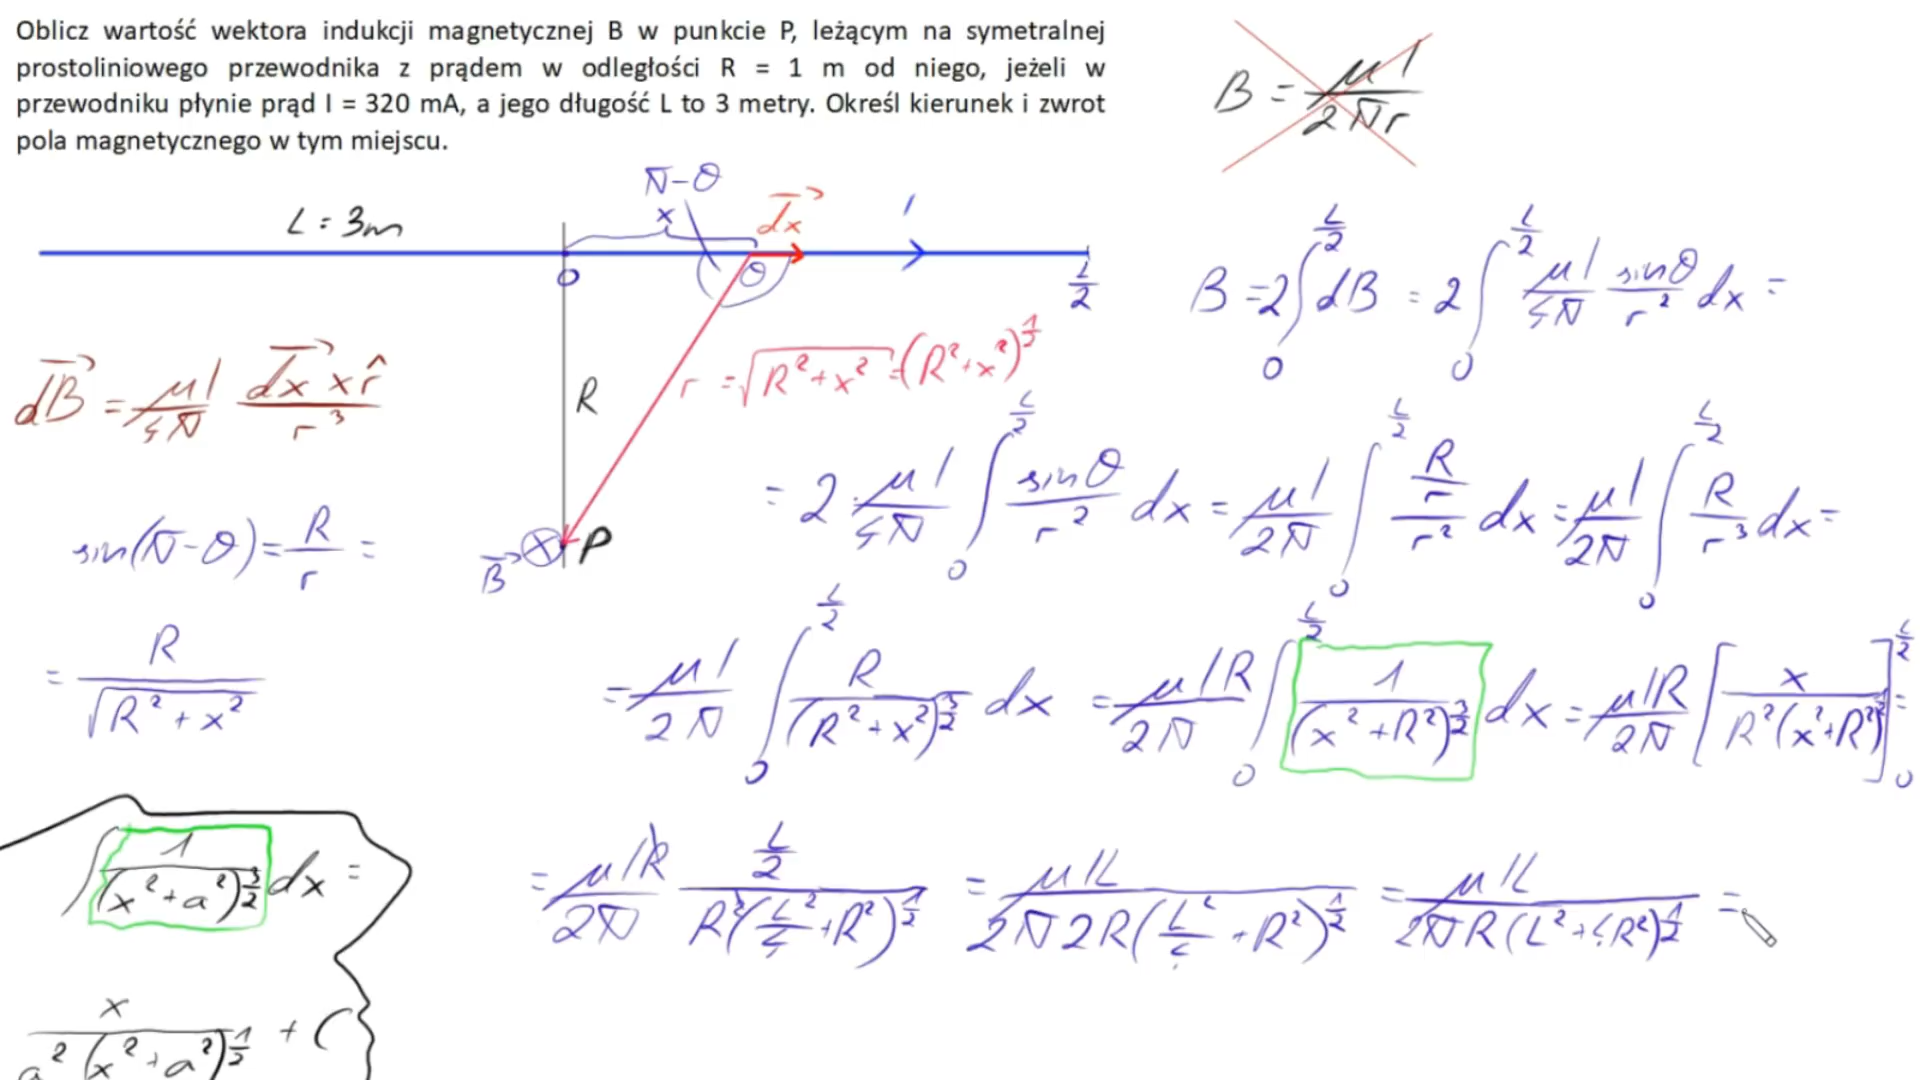 Oblicz wartość wektora indukcji magnetycznej B w punkcie P, leżącym na symetralnej
prostoliniowego przewodnika z prądem w odległości R = 1 m od niego, jeżeli w
przewodniku płynie prąd I = 320 mA, a jego długość L to 3 metry. Określ kierunek i zwrot
pola magnetycznego w tym miejscu.
B = μI / 2πr
π-θ
L = 3m
x
dx
I
0
θ
L/2
B = 2∫₀^{L/2} dB = 2∫₀^{L/2} μI/4π sinθ/r² dx =
dB = μI/4π dx × r̂ / r³
R
r = √(R²+x²) = (R²+x²)^{1/2}
= 2·μI/4π ∫₀^{L/2} sinθ/r² dx = μI/2π ∫₀^{L/2} (R/r)/r² dx = μI/2π ∫₀^{L/2} R/r³ dx =
sin(π-θ) = R/r =
B
P
= R/√(R²+x²)
= μI/2π ∫₀^{L/2} R/(R²+x²)^{3/2} dx = μIR/2π ∫₀^{L/2} 1/(x²+R²)^{3/2} dx = μIR/2π [x/R²(x²+R²)^{1/2}]₀^{L/2} =
∫ 1/(x²+a²)^{3/2} dx =
x/a²(x²+a²)^{1/2} + C
= μIR/2π (L/2)/R²(L²/4+R²)^{1/2} = μIL/2π2R(L²/4+R²)^{1/2} = μIL/2πR(L²+4R²)^{1/2} =